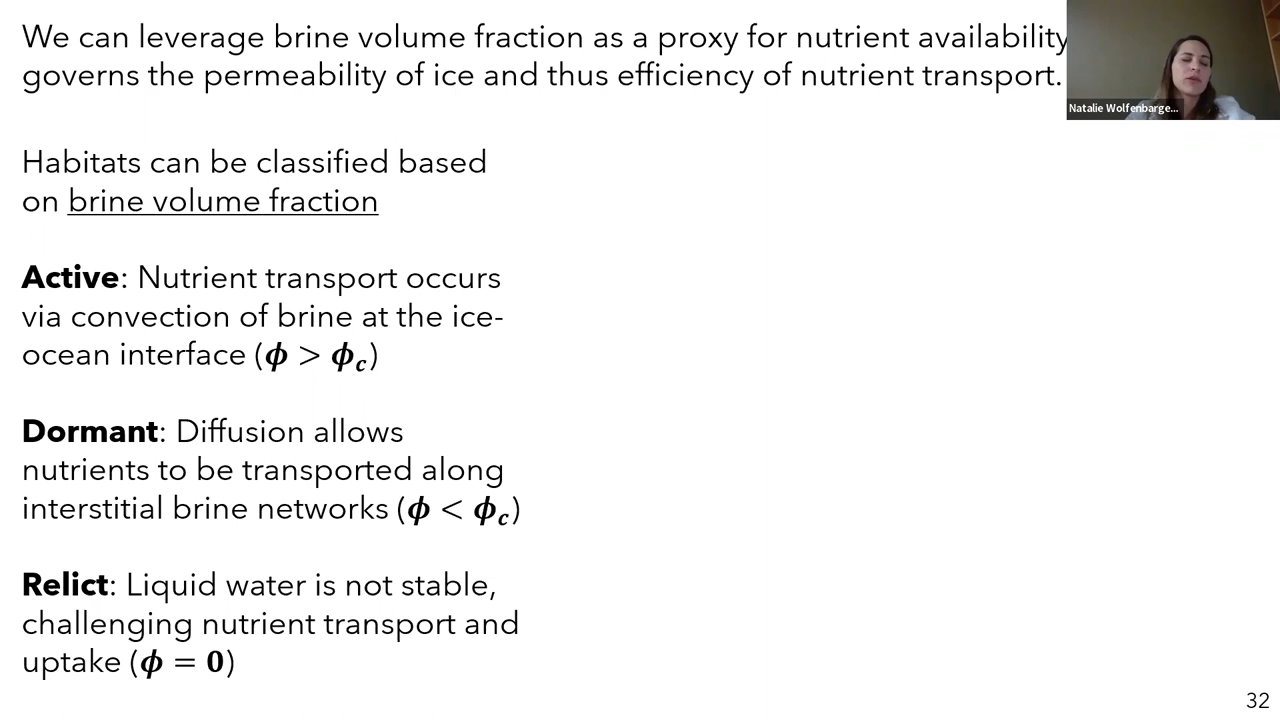 We can leverage brine volume fraction as a proxy for nutrient availability
governs the permeability of ice and thus efficiency of nutrient transport.
Natalie Wolfenbarge...
Habitats can be classified based
on brine volume fraction
Active: Nutrient transport occurs
via convection of brine at the ice-
ocean interface (ϕ > ϕc)
Dormant: Diffusion allows
nutrients to be transported along
interstitial brine networks (ϕ < ϕc)
Relict: Liquid water is not stable,
challenging nutrient transport and
uptake (ϕ = 0)
32